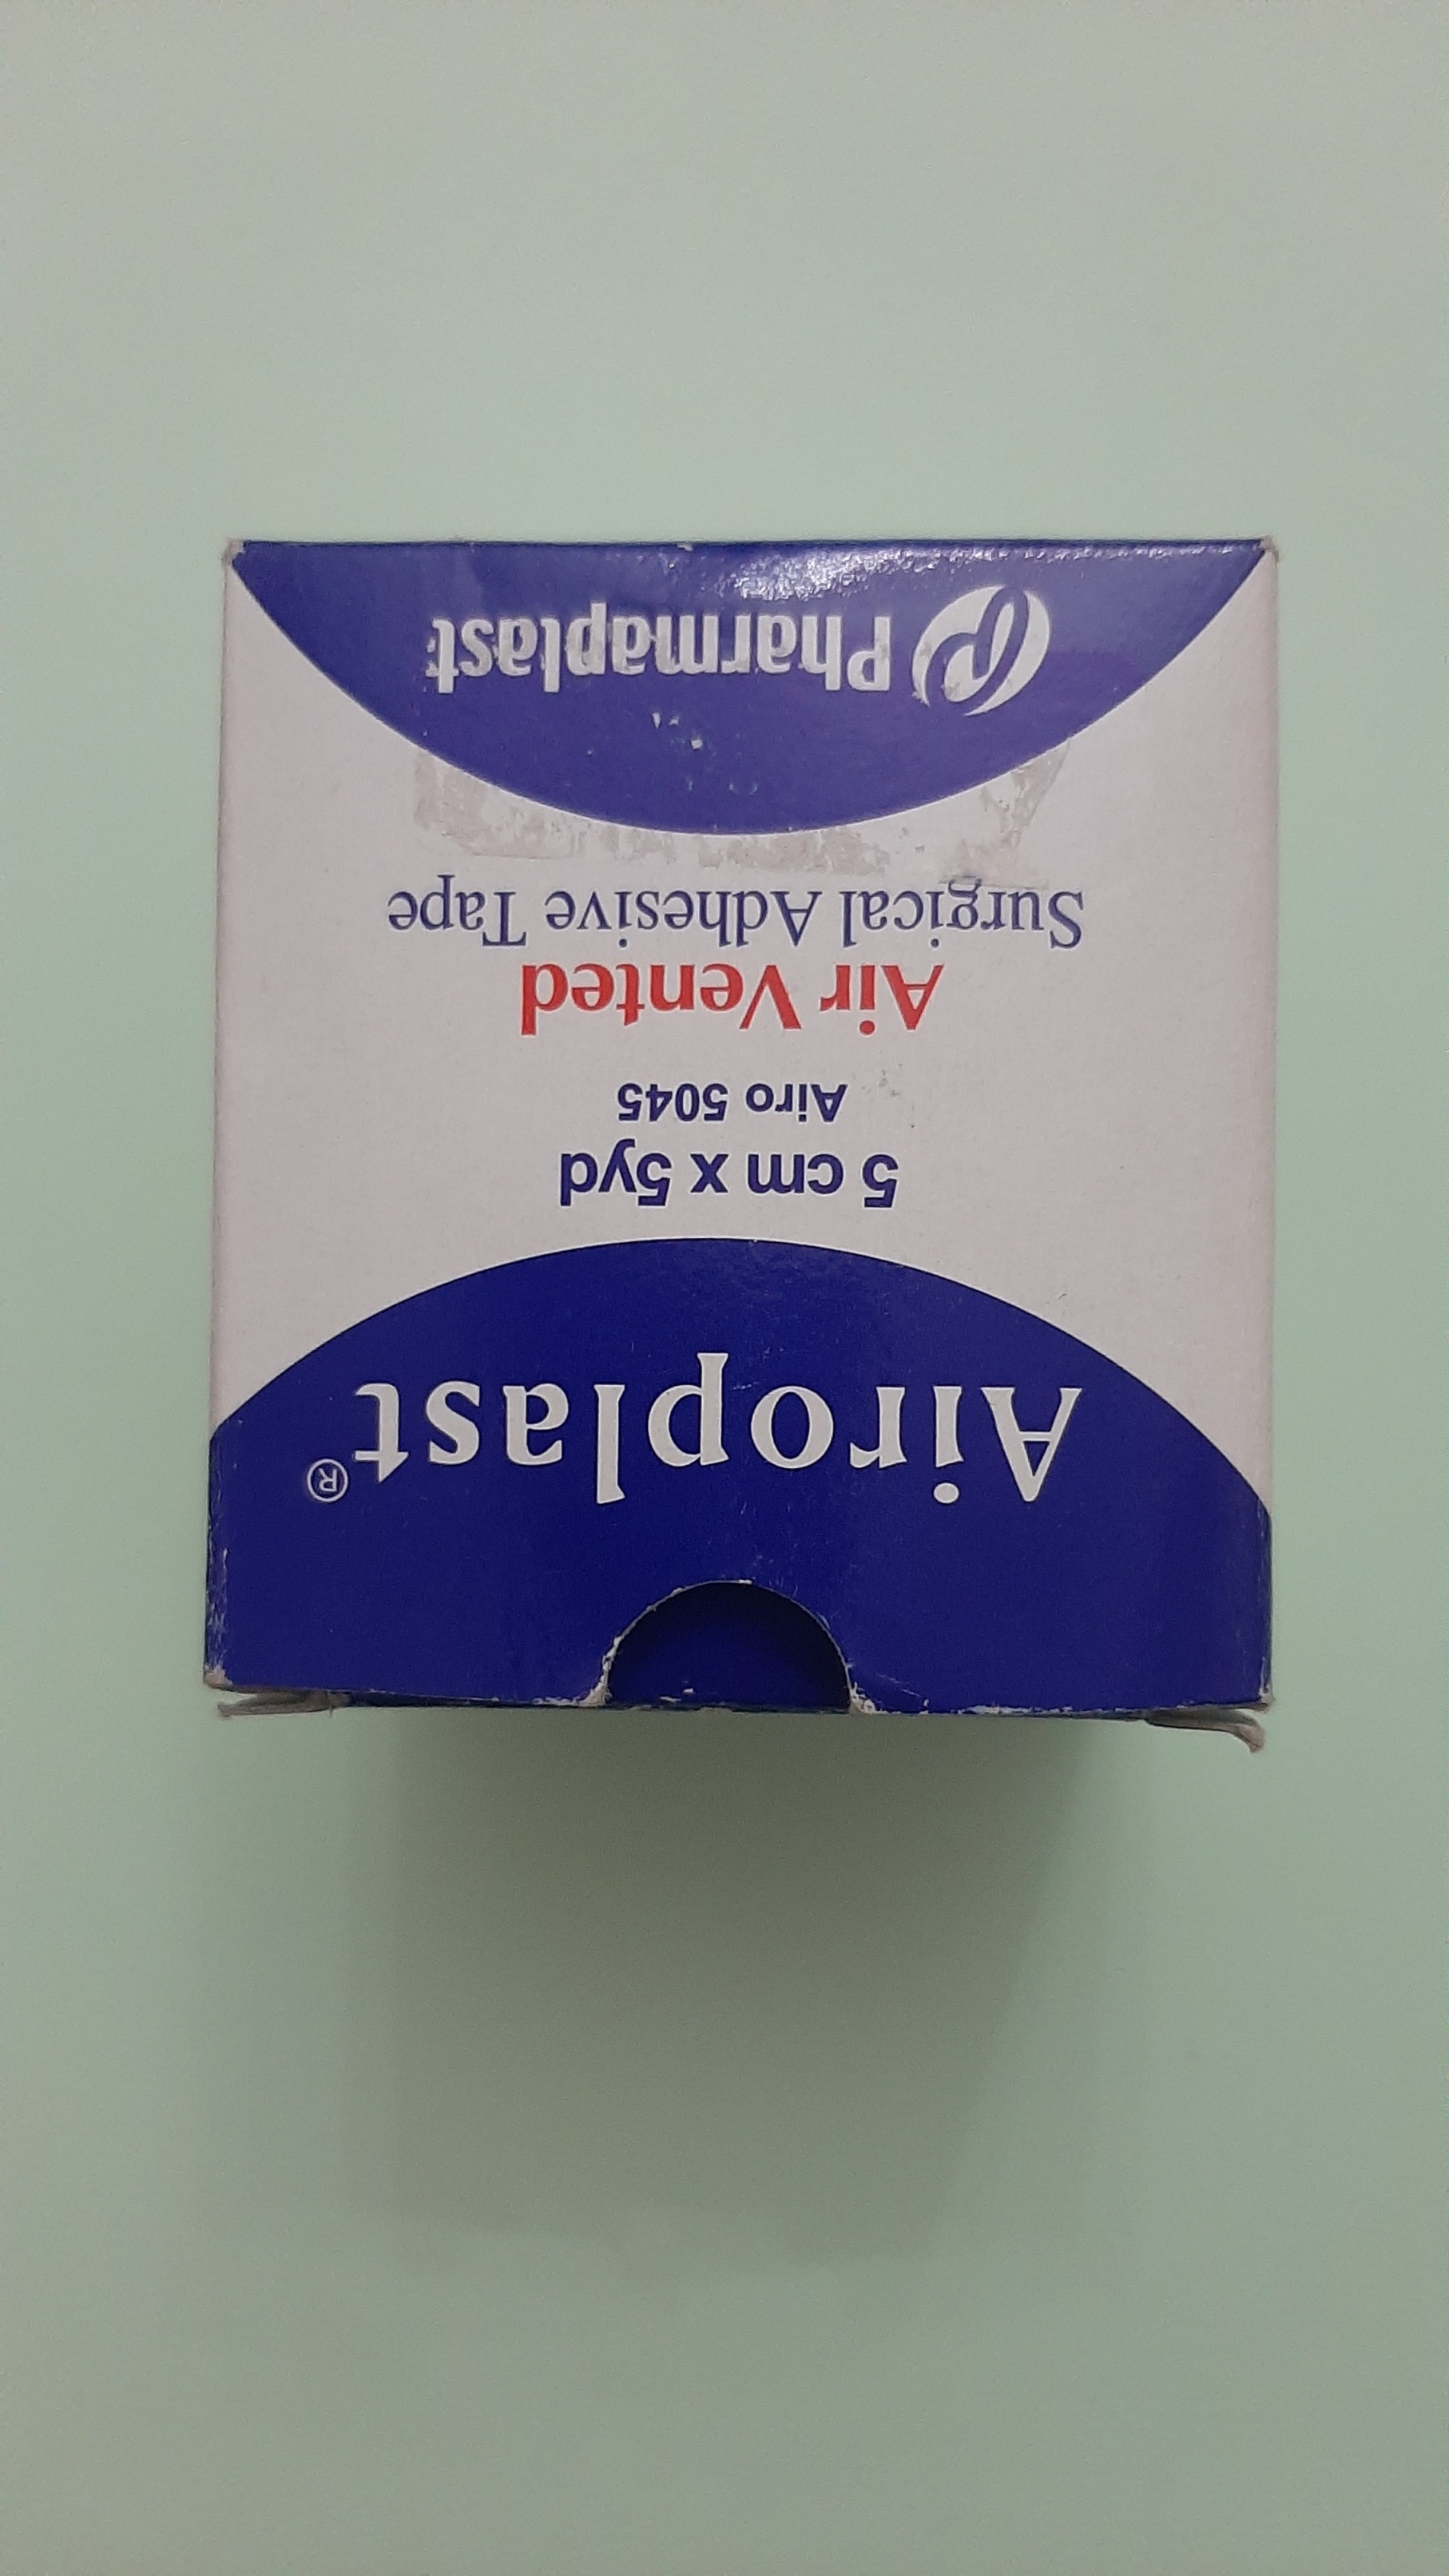 Airoplast®
5 cm x 5yd
Airo 5045
Air Vented
Surgical Adhesive Tape
Pharmaplast